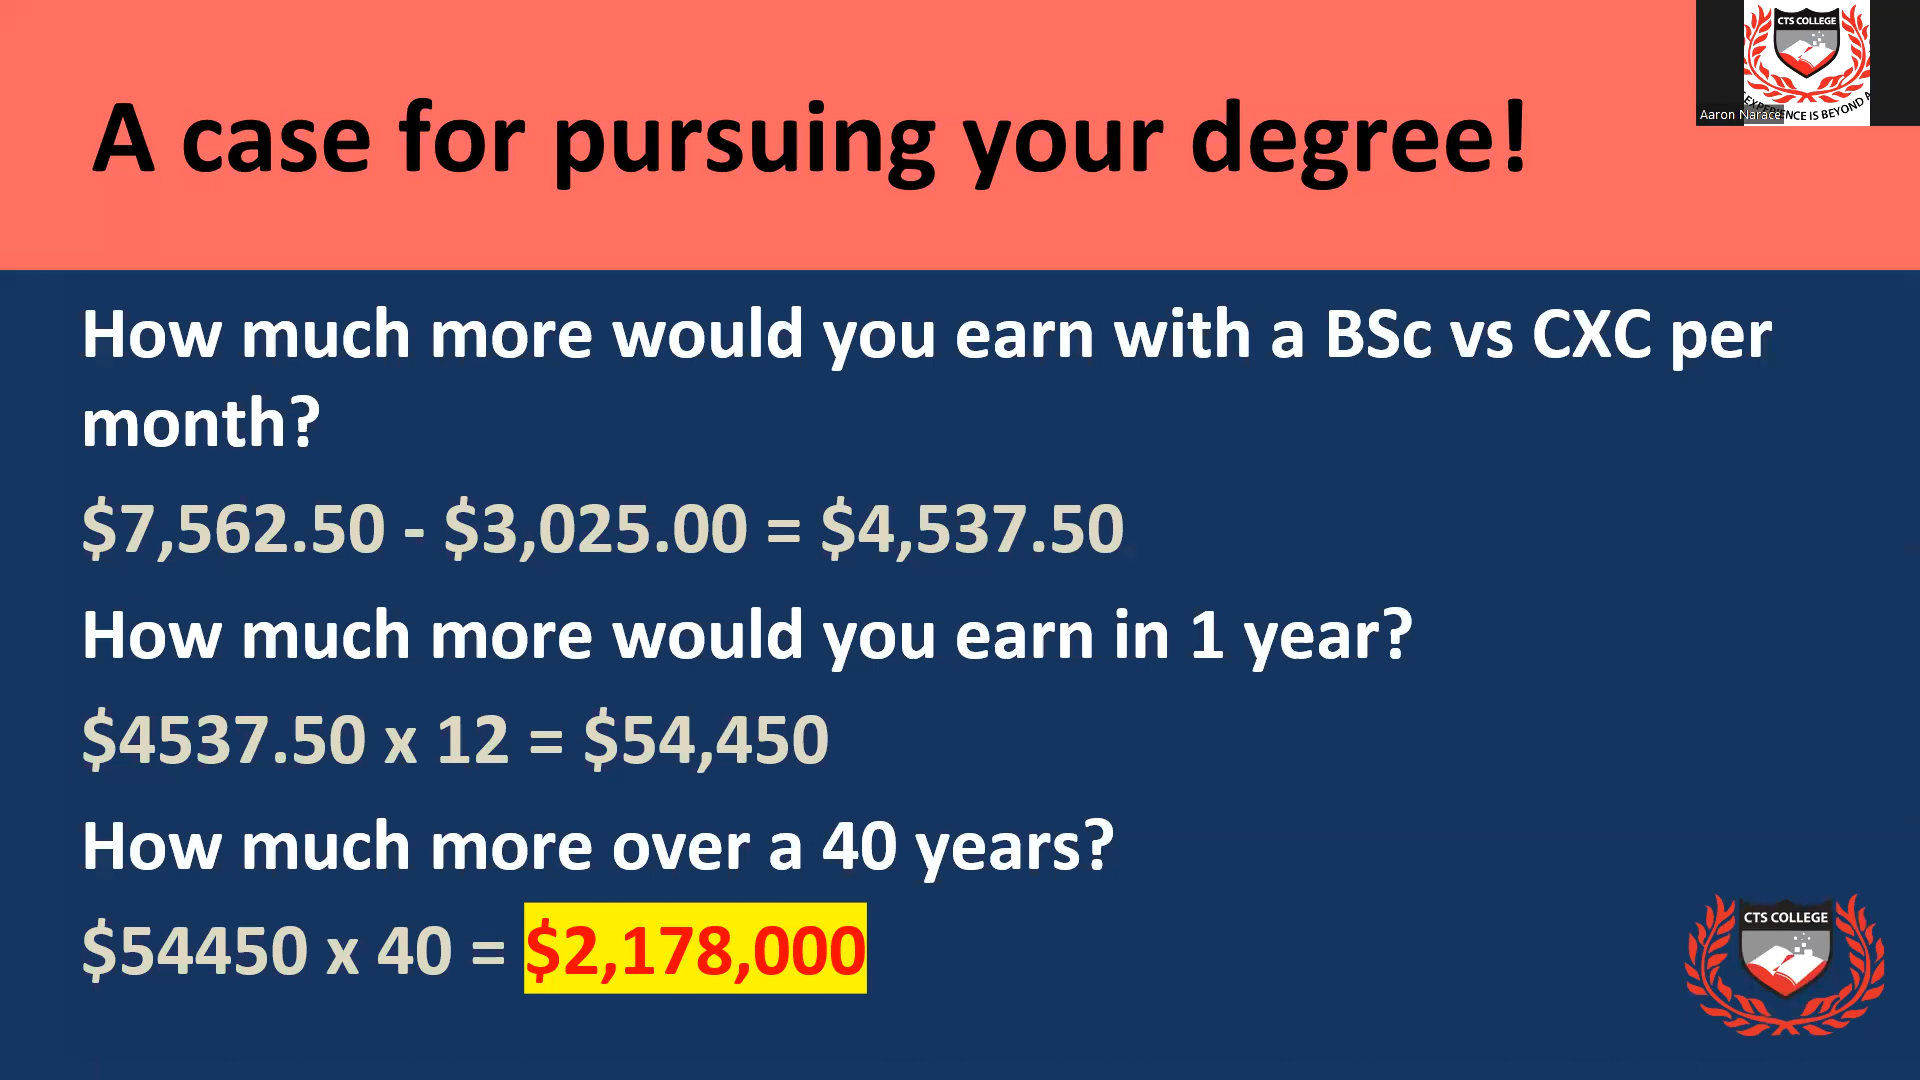 CTS COLLEGE
EXPERIENCE IS BEYOND A
Aaron Narace
A case for pursuing your degree!
How much more would you earn with a BSc vs CXC per
month?
$7,562.50 - $3,025.00 = $4,537.50
How much more would you earn in 1 year?
$4537.50 x 12 = $54,450
How much more over a 40 years?
$54450 x 40 = $2,178,000
CTS COLLEGE